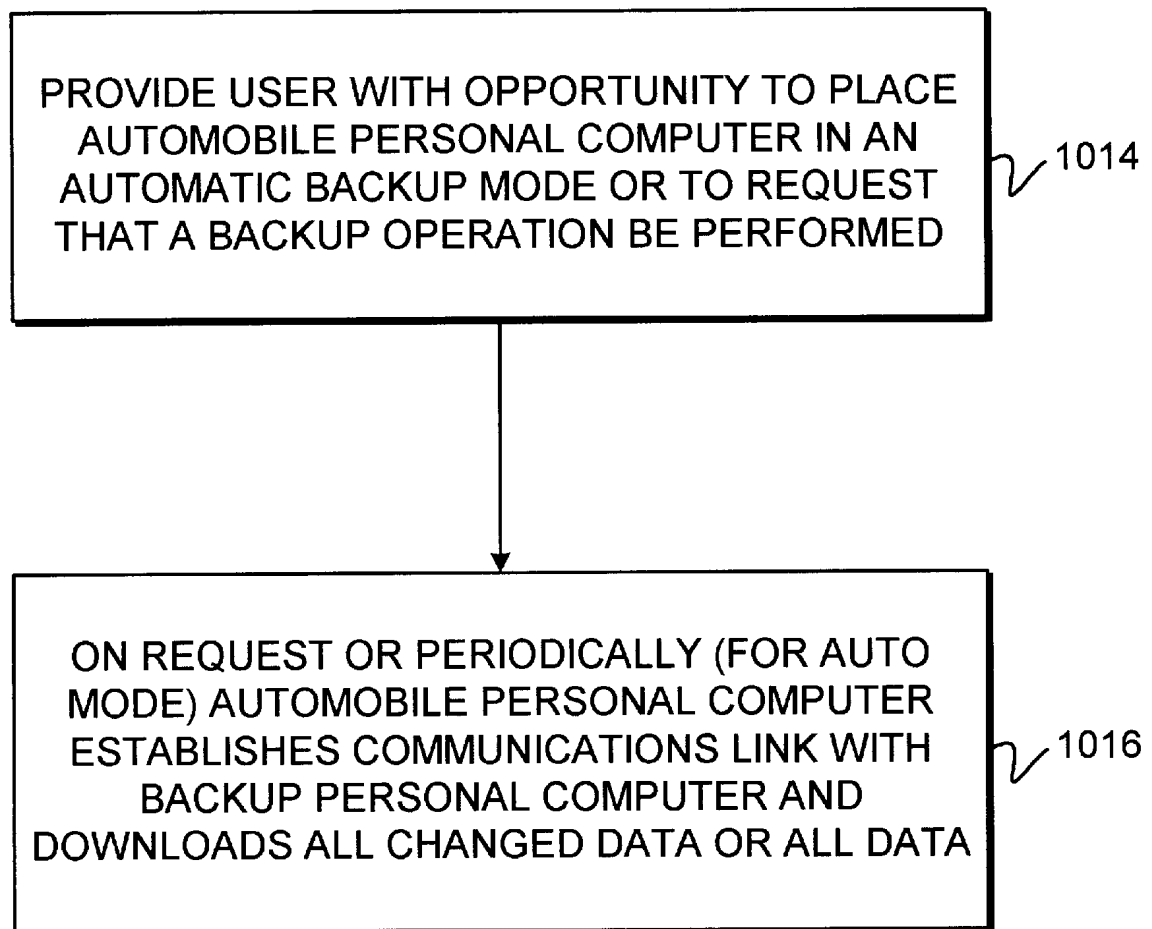 PROVIDE USER WITH OPPORTUNITY TO PLACE
AUTOMOBILE PERSONAL COMPUTER IN AN
AUTOMATIC BACKUP MODE OR TO REQUEST
THAT A BACKUP OPERATION BE PERFORMED
1014
ON REQUEST OR PERIODICALLY (FOR AUTO
MODE) AUTOMOBILE PERSONAL COMPUTER
ESTABLISHES COMMUNICATIONS LINK WITH
BACKUP PERSONAL COMPUTER AND
DOWNLOADS ALL CHANGED DATA OR ALL DATA
1016